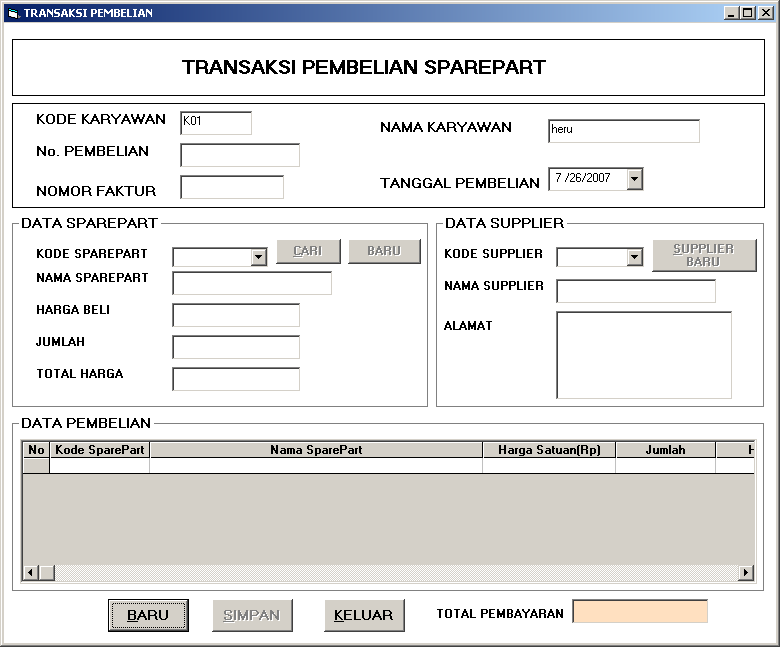 TRANSAKSI PEMBELIAN
TRANSAKSI PEMBELIAN SPAREPART
KODE KARYAWAN K01
NAMA KARYAWAN heru
No. PEMBELIAN
NOMOR FAKTUR
TANGGAL PEMBELIAN 7 /26/2007
DATA SPAREPART
KODE SPAREPART CARI BARU
NAMA SPAREPART
HARGA BELI
JUMLAH
TOTAL HARGA
DATA SUPPLIER
KODE SUPPLIER SUPPLIER
BARU
NAMA SUPPLIER
ALAMAT
DATA PEMBELIAN
No Kode SparePart Nama SparePart Harga Satuan(Rp) Jumlah H
BARU SIMPAN KELUAR TOTAL PEMBAYARAN